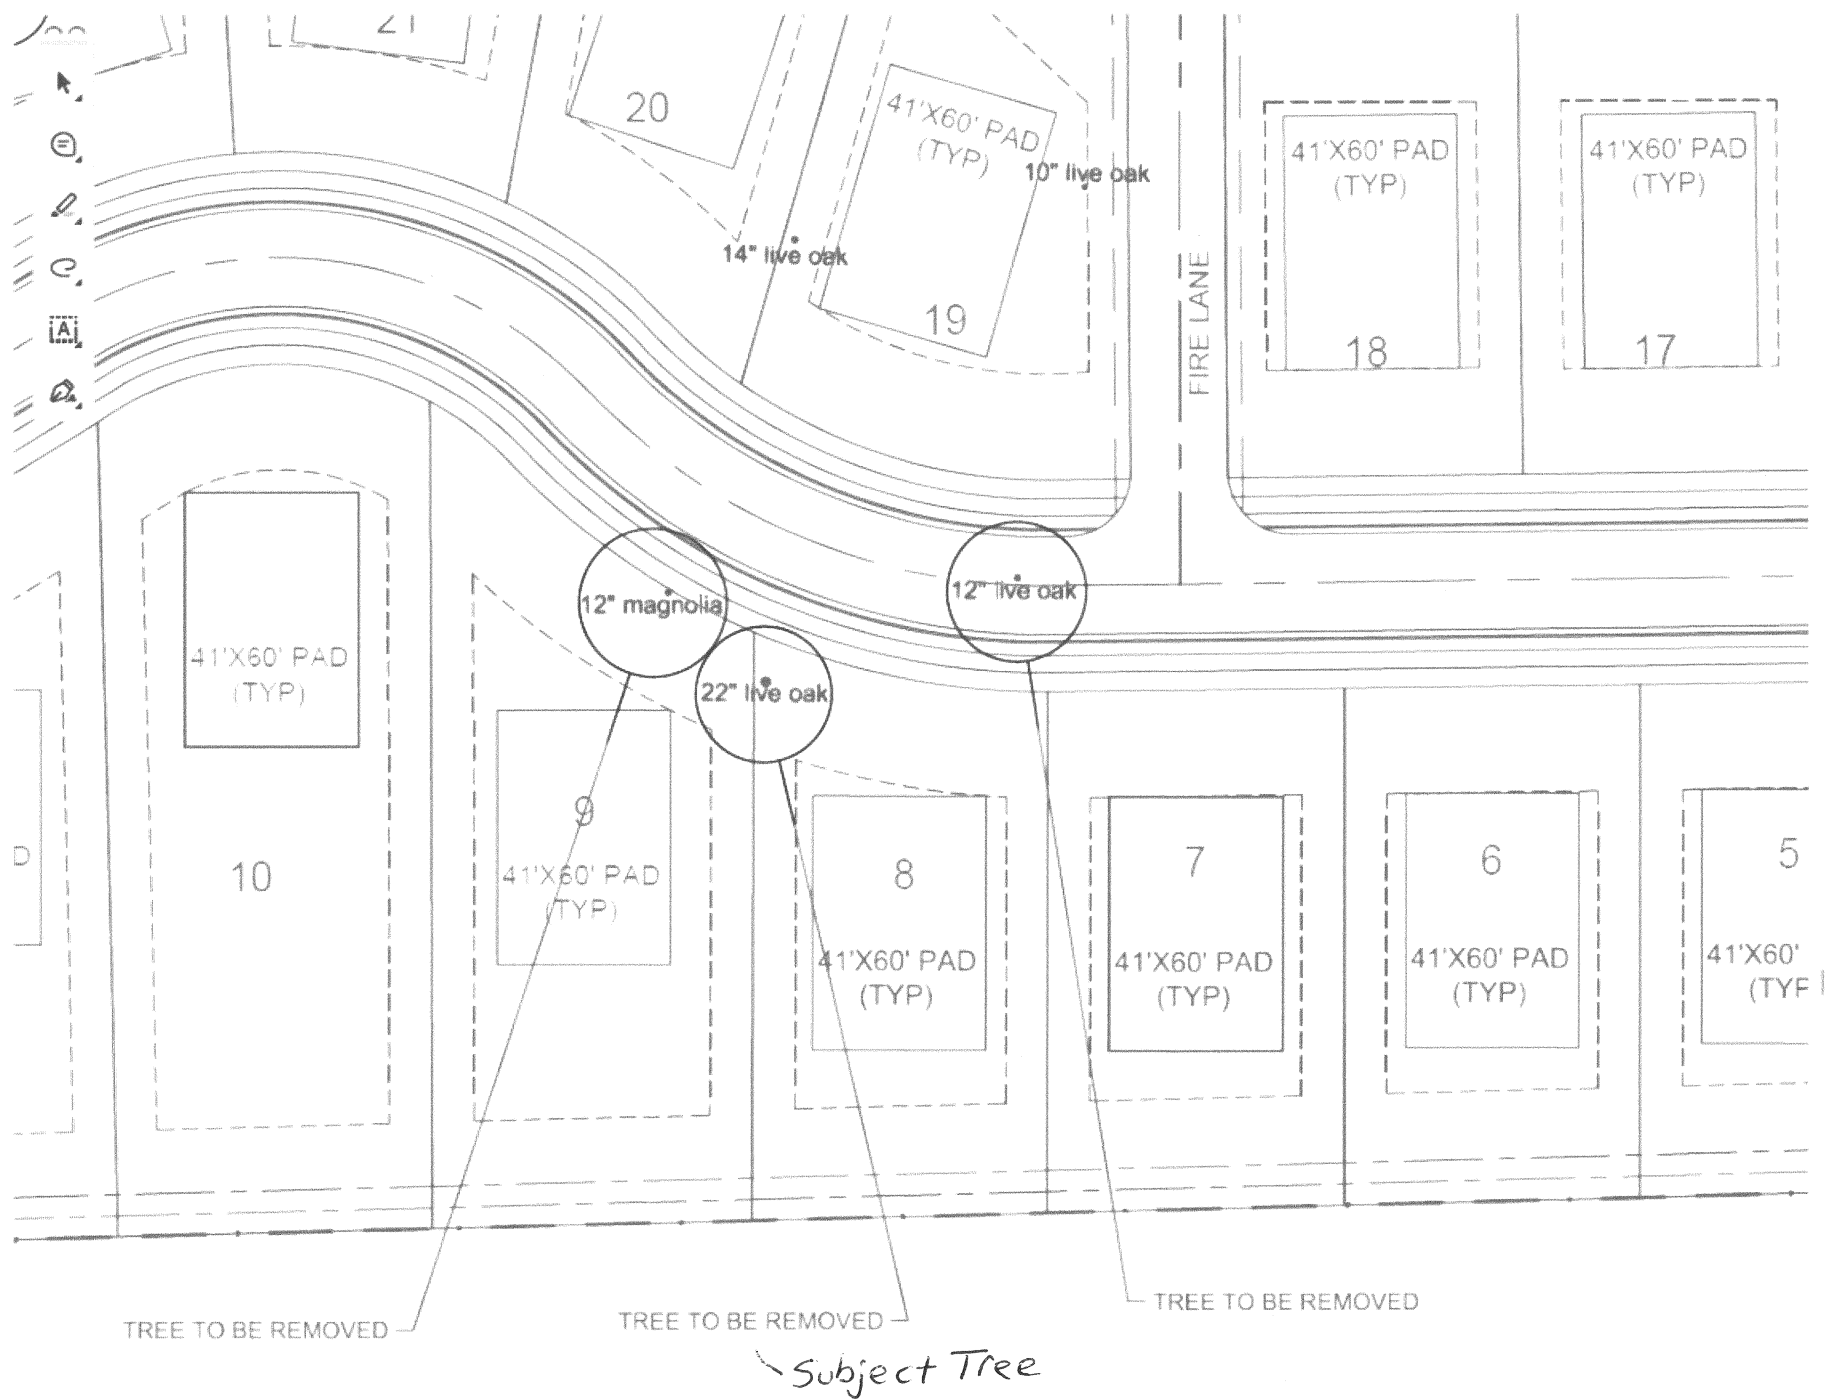 21
20
41'X60' PAD
(TYP)
10" live oak
14" live oak
19
FIRE LANE
41'X60' PAD
(TYP)
18
41'X60' PAD
(TYP)
17
A
12" magnolia
22" live oak
12" live oak
41'X60' PAD
(TYP)
10
9
41'X60' PAD
(TYP)
8
41'X60' PAD
(TYP)
7
41'X60' PAD
(TYP)
6
41'X60' PAD
(TYP)
5
41'X60'
(TYP
D
TREE TO BE REMOVED
TREE TO BE REMOVED
TREE TO BE REMOVED
Subject Tree